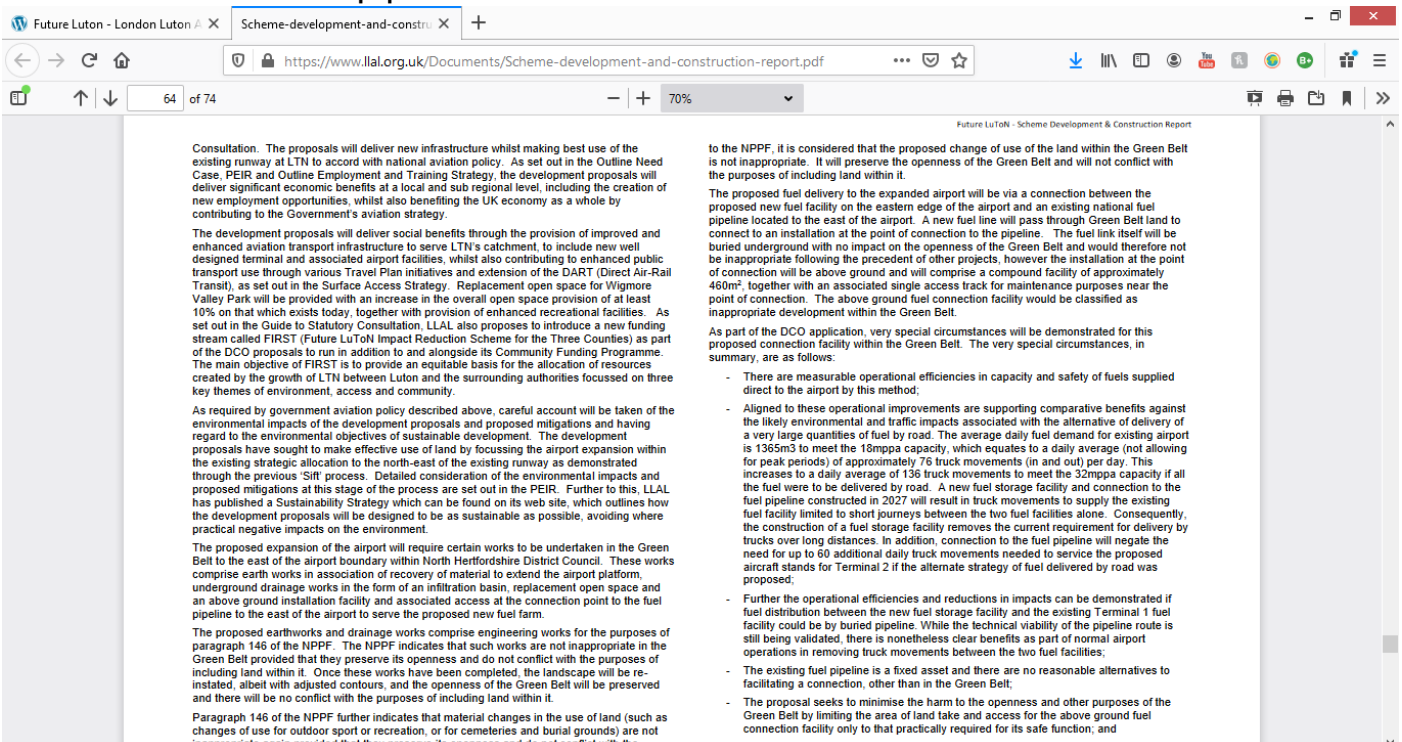 Future Luton - London Luton A
Scheme-development-and-constru
https://www.llal.org.uk/Documents/Scheme-development-and-construction-report.pdf
64 of 74
70%
Future LuToN - Scheme Development & Construction Report
Consultation. The proposals will deliver new infrastructure whilst making best use of the
existing runway at LTN to accord with national aviation policy. As set out in the Outline Need
Case, PEIR and Outline Employment and Training Strategy, the development proposals will
deliver significant economic benefits at a local and sub regional level, including the creation of
new employment opportunities, whilst also benefiting the UK economy as a whole by
contributing to the Government's aviation strategy.
The development proposals will deliver social benefits through the provision of improved and
enhanced aviation transport infrastructure to serve LTN's catchment, to include new well
designed terminal and associated airport facilities, whilst also contributing to enhanced public
transport use through various Travel Plan initiatives and extension of the DART (Direct Air-Rail
Transit), as set out in the Surface Access Strategy. Replacement open space for Wigmore
Valley Park will be provided with an increase in the overall open space provision of at least
10% on that which exists today, together with provision of enhanced recreational facilities. As
set out in the Guide to Statutory Consultation, LLAL also proposes to introduce a new funding
stream called FIRST (Future LuToN Impact Reduction Scheme for the Three Counties) as part
of the DCO proposals to run in addition to and alongside its Community Funding Programme.
The main objective of FIRST is to provide an equitable basis for the allocation of resources
created by the growth of LTN between Luton and the surrounding authorities focussed on three
key themes of environment, access and community.
As required by government aviation policy described above, careful account will be taken of the
environmental impacts of the development proposals and proposed mitigations and having
regard to the environmental objectives of sustainable development. The development
proposals have sought to make effective use of land by focussing the airport expansion within
the existing strategic allocation to the north-east of the existing runway as demonstrated
through the previous 'Sift' process. Detailed consideration of the environmental impacts and
proposed mitigations at this stage of the process are set out in the PEIR. Further to this, LLAL
has published a Sustainability Strategy which can be found on its web site, which outlines how
the development proposals will be designed to be as sustainable as possible, avoiding where
practical negative impacts on the environment.
The proposed expansion of the airport will require certain works to be undertaken in the Green
Belt to the east of the airport boundary within North Hertfordshire District Council. These works
comprise earth works in association of recovery of material to extend the airport platform,
underground drainage works in the form of an infiltration basin, replacement open space and
an above ground installation facility and associated access at the connection point to the fuel
pipeline to the east of the airport to serve the proposed new fuel farm.
The proposed earthworks and drainage works comprise engineering works for the purposes of
paragraph 146 of the NPPF. The NPPF indicates that such works are not inappropriate in the
Green Belt provided that they preserve its openness and do not conflict with the purposes of
including land within it. Once these works have been completed, the landscape will be re-
instated, albeit with adjusted contours, and the openness of the Green Belt will be preserved
and there will be no conflict with the purposes of including land within it.
Paragraph 146 of the NPPF further indicates that material changes in the use of land (such as
changes of use for outdoor sport or recreation, or for cemeteries and burial grounds) are not
to the NPPF, it is considered that the proposed change of use of the land within the Green Belt
is not inappropriate. It will preserve the openness of the Green Belt and will not conflict with
the purposes of including land within it.
The proposed fuel delivery to the expanded airport will be via a connection between the
proposed new fuel facility on the eastern edge of the airport and an existing national fuel
pipeline located to the east of the airport. A new fuel line will pass through Green Belt land to
connect to an installation at the point of connection to the pipeline. The fuel link itself will be
buried underground with no impact on the openness of the Green Belt and would therefore not
be inappropriate following the precedent of other projects, however the installation at the point
of connection will be above ground and will comprise a compound facility of approximately
460m², together with an associated single access track for maintenance purposes near the
point of connection. The above ground fuel connection facility would be classified as
inappropriate development within the Green Belt.
As part of the DCO application, very special circumstances will be demonstrated for this
proposed connection facility within the Green Belt. The very special circumstances, in
summary, are as follows:
- There are measurable operational efficiencies in capacity and safety of fuels supplied
direct to the airport by this method;
- Aligned to these operational improvements are supporting comparative benefits against
the likely environmental and traffic impacts associated with the alternative of delivery of
a very large quantities of fuel by road. The average daily fuel demand for existing airport
is 1365m3 to meet the 18mppa capacity, which equates to a daily average (not allowing
for peak periods) of approximately 76 truck movements (in and out) per day. This
increases to a daily average of 136 truck movements to meet the 32mppa capacity if all
the fuel were to be delivered by road. A new fuel storage facility and connection to the
fuel pipeline constructed in 2027 will result in truck movements to supply the existing
fuel facility limited to short journeys between the two fuel facilities alone. Consequently,
the construction of a fuel storage facility removes the current requirement for delivery by
trucks over long distances. In addition, connection to the fuel pipeline will negate the
need for up to 60 additional daily truck movements needed to service the proposed
aircraft stands for Terminal 2 if the alternate strategy of fuel delivered by road was
proposed;
- Further the operational efficiencies and reductions in impacts can be demonstrated if
fuel distribution between the new fuel storage facility and the existing Terminal 1 fuel
facility could be by buried pipeline. While the technical viability of the pipeline route is
still being validated, there is nonetheless clear benefits as part of normal airport
operations in removing truck movements between the two fuel facilities;
- The existing fuel pipeline is a fixed asset and there are no reasonable alternatives to
facilitating a connection, other than in the Green Belt;
- The proposal seeks to minimise the harm to the openness and other purposes of the
Green Belt by limiting the area of land take and access for the above ground fuel
connection facility only to that practically required for its safe function; and